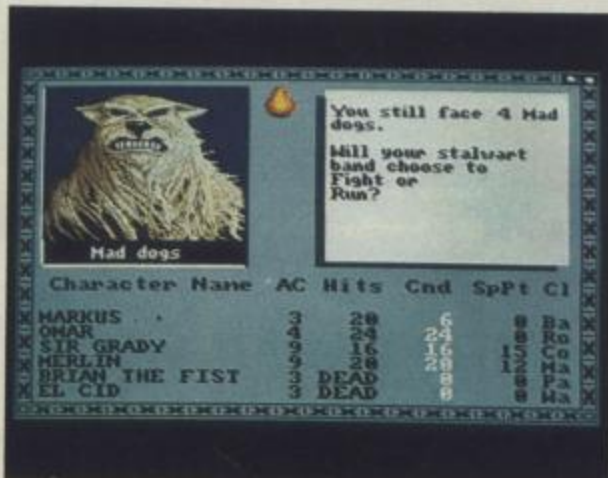 You still face 4 Mad
dogs.
Will your stalwart
band choose to
Fight or
Run?
Mad dogs
Character Name AC Hits Cnd SpPt Cl
MARKUS 3 20 6 0 Ba
OMAR 4 24 24 0 Ro
SIR GRADY 9 16 16 15 Co
MERLIN 9 20 20 12 Ma
BRIAN THE FIST 3 DEAD 0 0 Pa
EL CID 3 DEAD 0 0 Wa